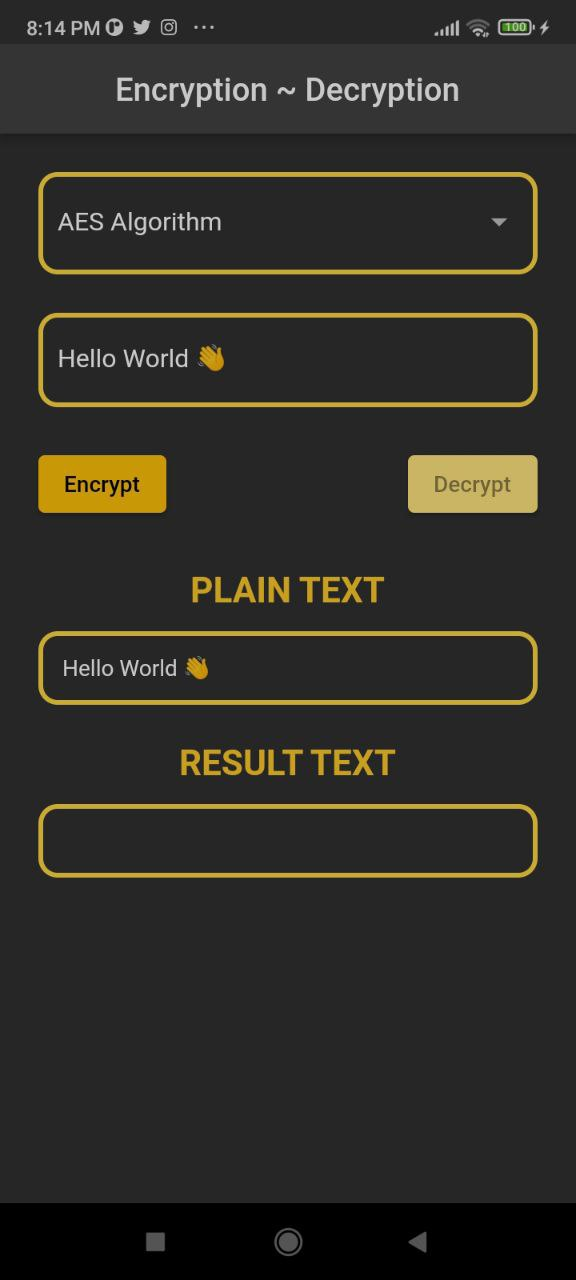 8:14 PM
100
Encryption ~ Decryption
AES Algorithm
Hello World 👋
Encrypt
Decrypt
PLAIN TEXT
Hello World 👋
RESULT TEXT